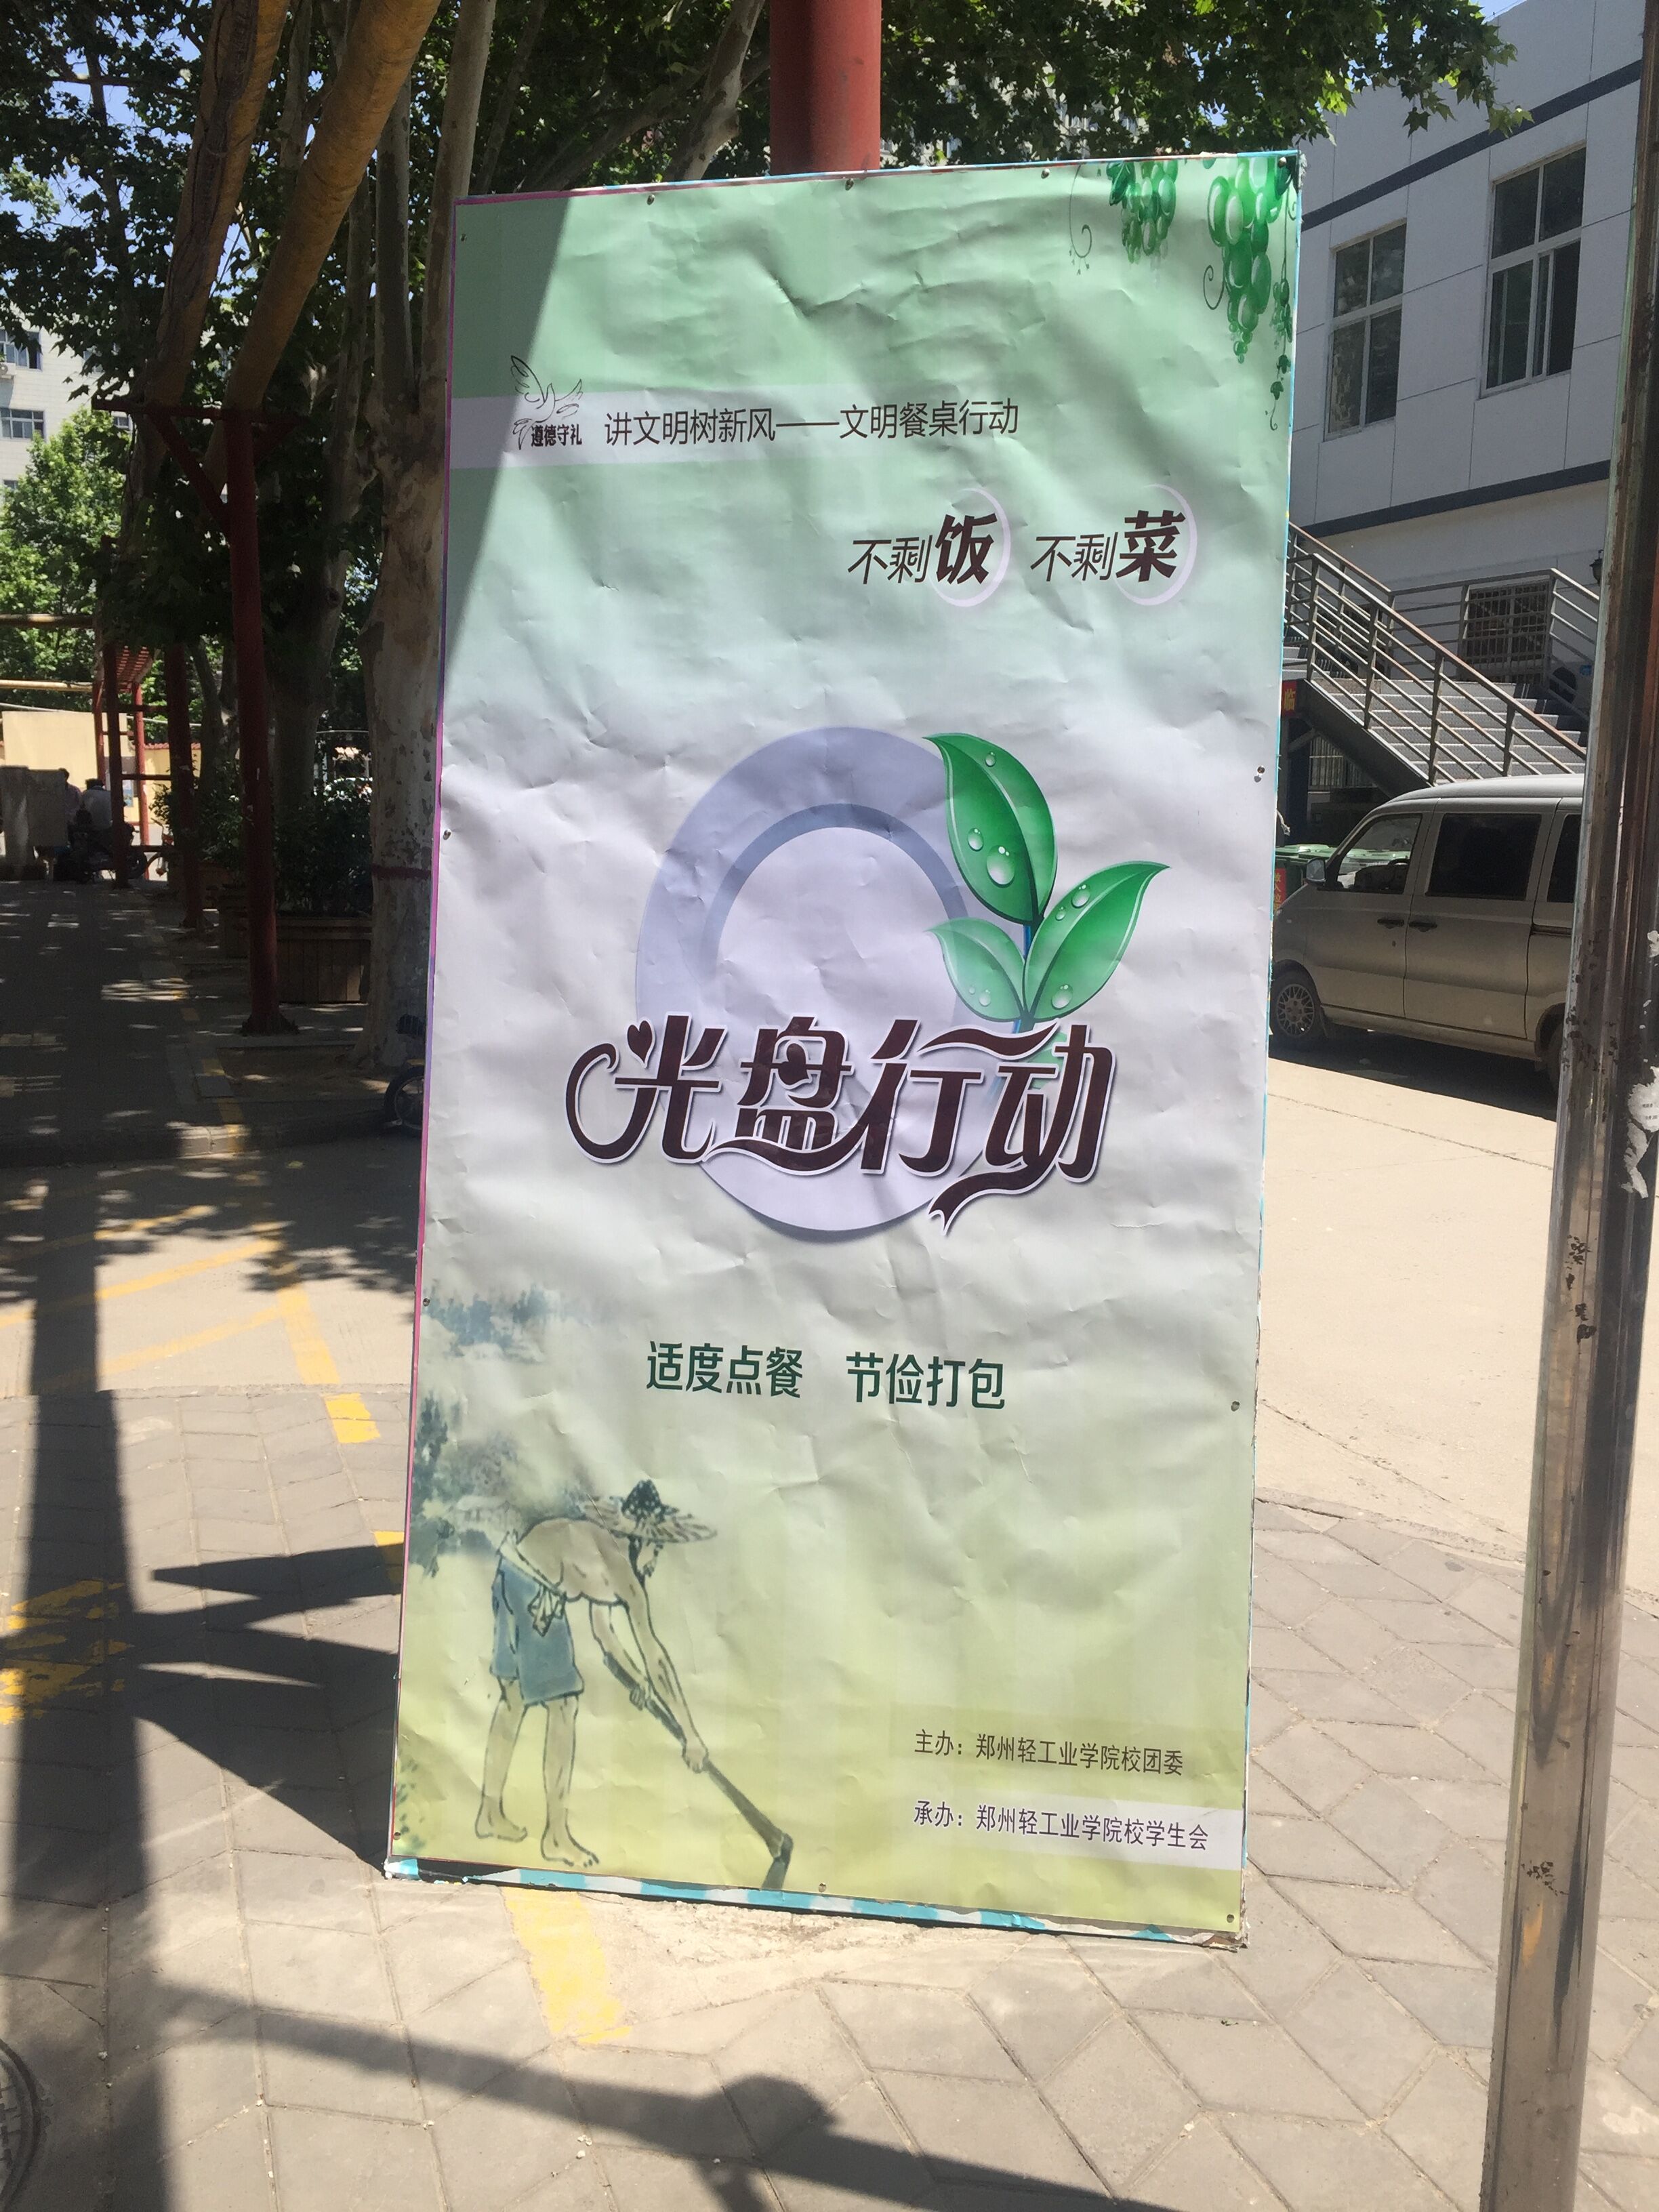 遵德守礼 讲文明树新风——文明餐桌行动
不剩饭 不剩菜
光盘行动
适度点餐 节俭打包
主办：郑州轻工业学院校团委
承办：郑州轻工业学院校学生会